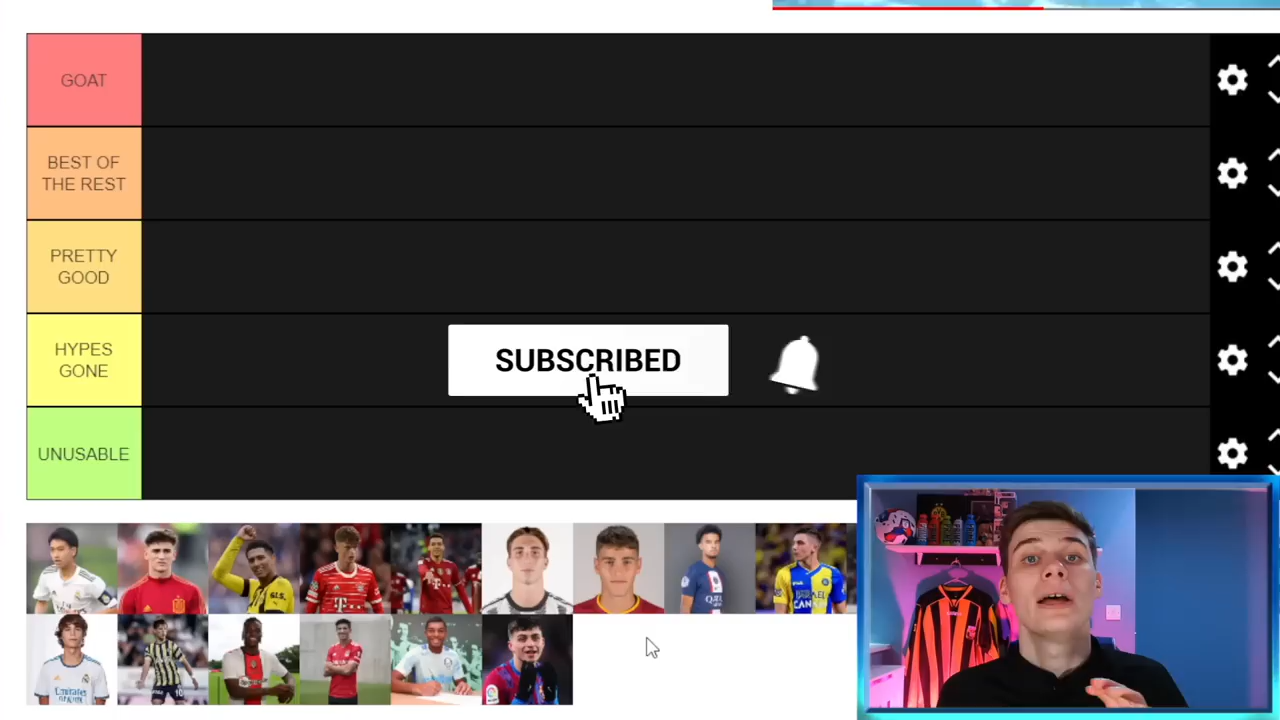 GOAT
BEST OF
THE REST
PRETTY
GOOD
HYPES
GONE
SUBSCRIBED
UNUSABLE